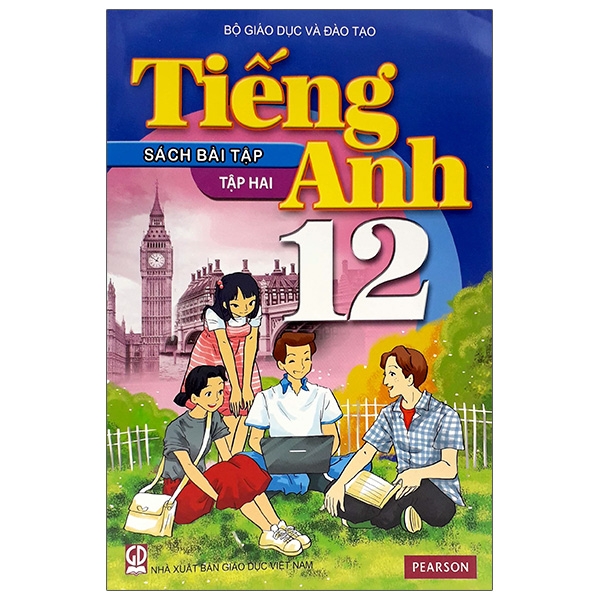 BỘ GIÁO DỤC VÀ ĐÀO TẠO
Tiếng
Anh
SÁCH BÀI TẬP
TẬP HAI
12
GD
NHÀ XUẤT BẢN GIÁO DỤC VIỆT NAM
PEARSON